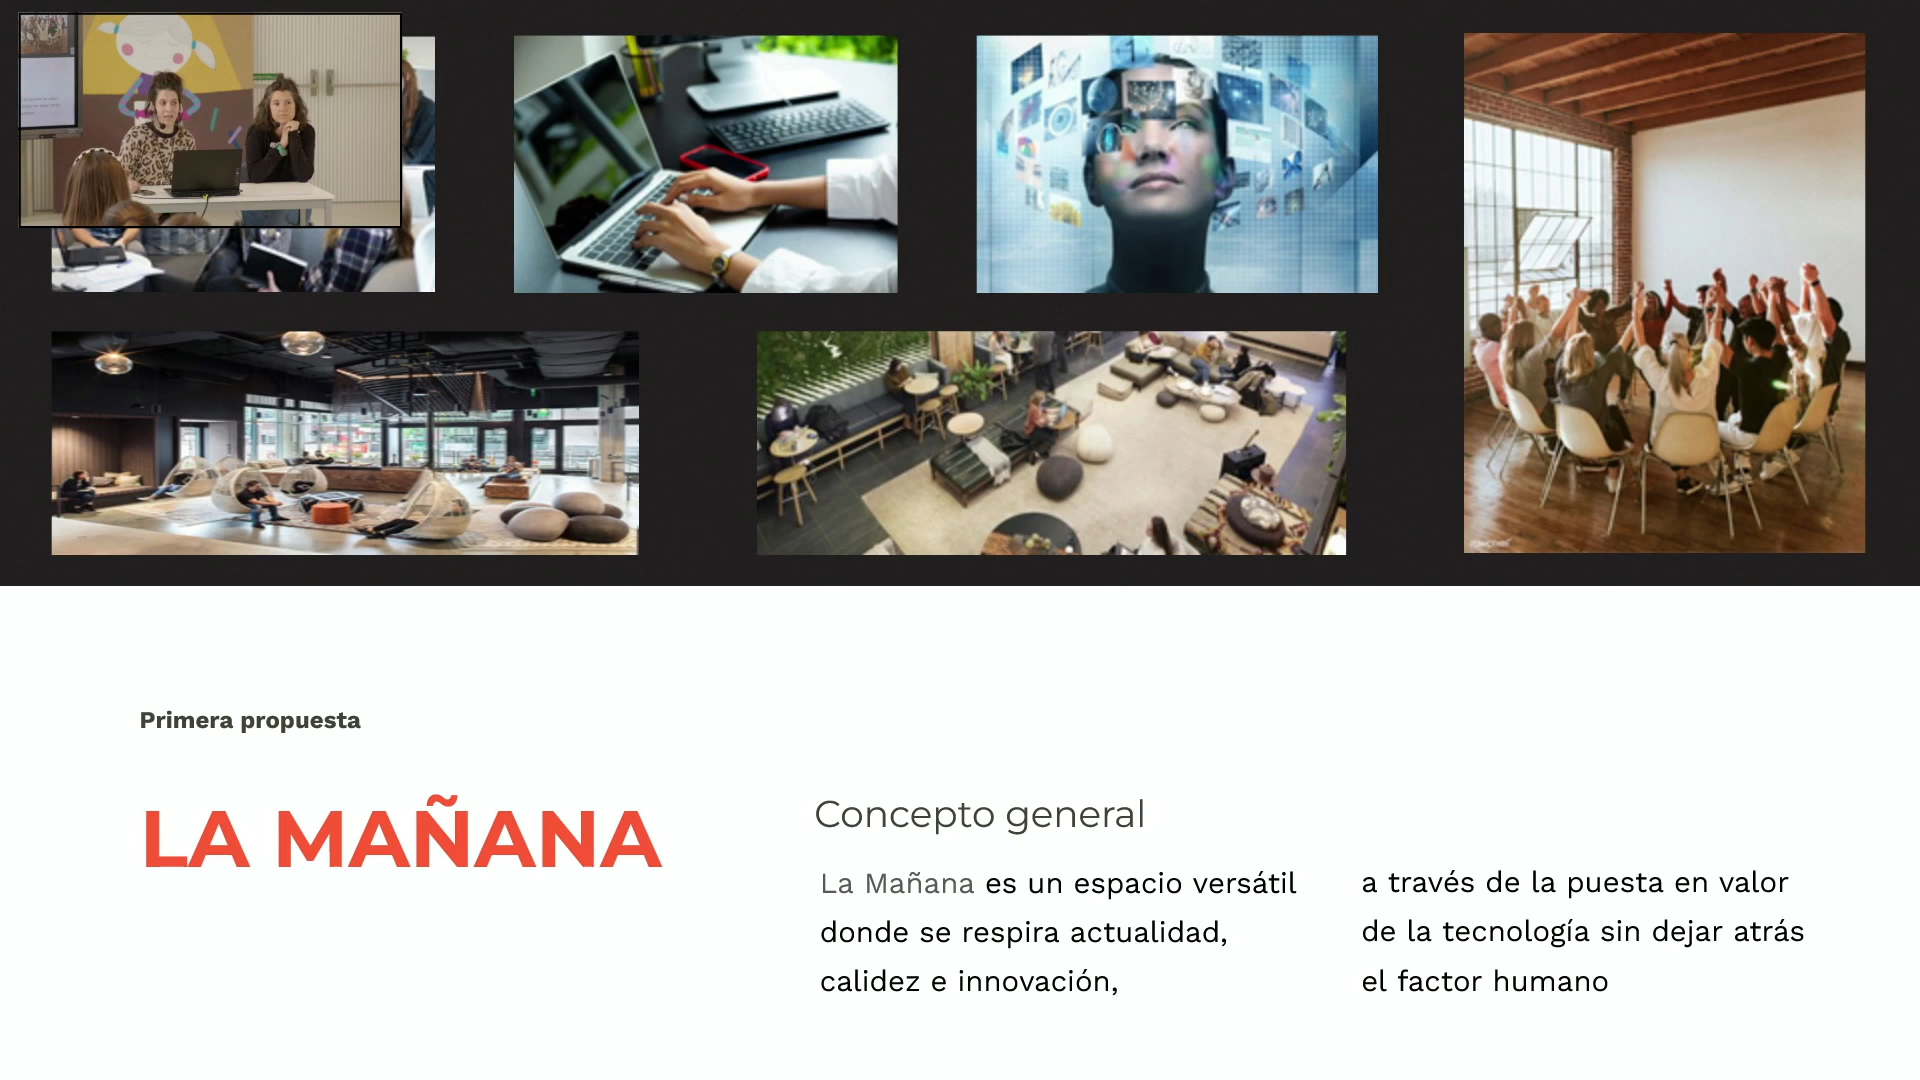 Primera propuesta
LA MAÑANA
Concepto general
La Mañana es un espacio versátil
donde se respira actualidad,
calidez e innovación,
a través de la puesta en valor
de la tecnología sin dejar atrás
el factor humano